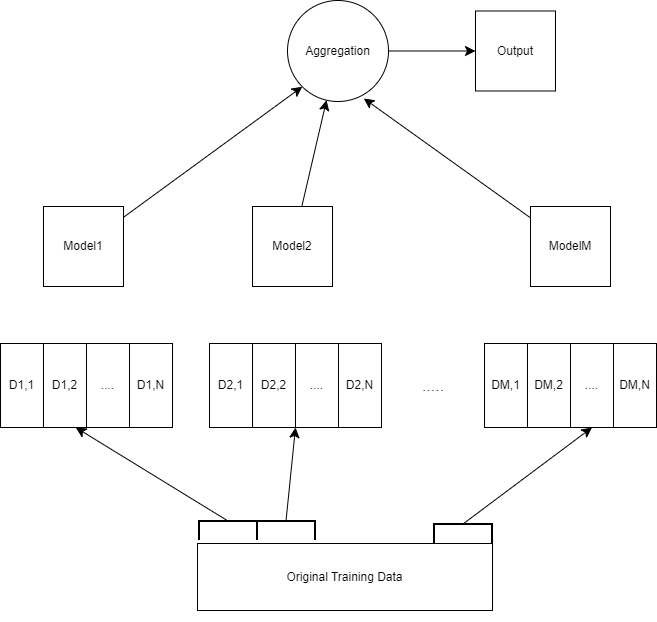 Aggregation
Output
Model1
Model2
ModelM
D1,1 D1,2 .... D1,N
D2,1 D2,2 .... D2,N
.....
DM,1 DM,2 .... DM,N
Original Training Data